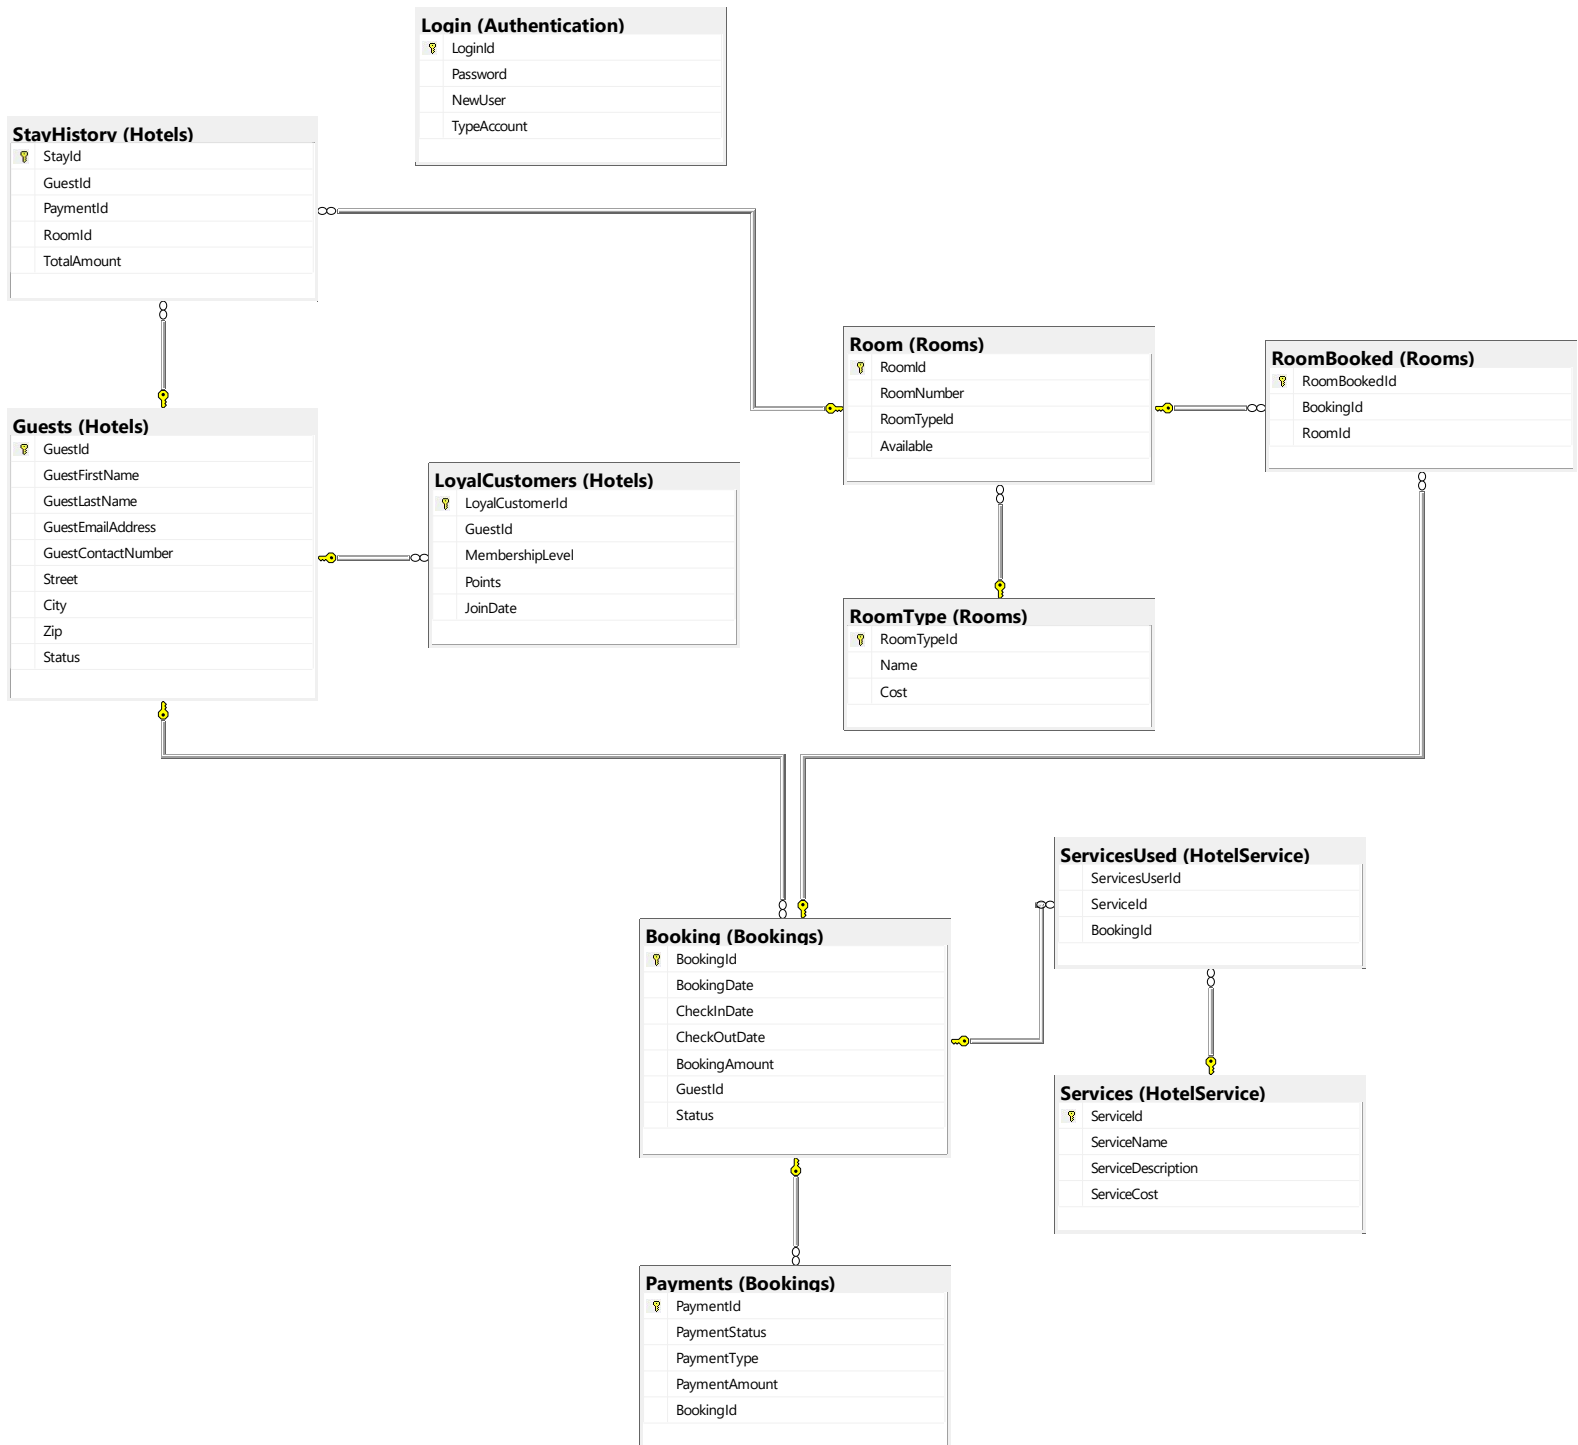 Login (Authentication)
LoginId
Password
NewUser
TypeAccount
StayHistory (Hotels)
StayId
GuestId
PaymentId
RoomId
TotalAmount
Room (Rooms)
RoomId
RoomNumber
RoomTypeId
Available
RoomBooked (Rooms)
RoomBookedId
BookingId
RoomId
Guests (Hotels)
GuestId
GuestFirstName
GuestLastName
GuestEmailAddress
GuestContactNumber
Street
City
Zip
Status
LoyalCustomers (Hotels)
LoyalCustomerId
GuestId
MembershipLevel
Points
JoinDate
RoomType (Rooms)
RoomTypeId
Name
Cost
ServicesUsed (HotelService)
ServicesUserId
ServiceId
BookingId
Booking (Bookings)
BookingId
BookingDate
CheckInDate
CheckOutDate
BookingAmount
GuestId
Status
Services (HotelService)
ServiceId
ServiceName
ServiceDescription
ServiceCost
Payments (Bookings)
PaymentId
PaymentStatus
PaymentType
PaymentAmount
BookingId